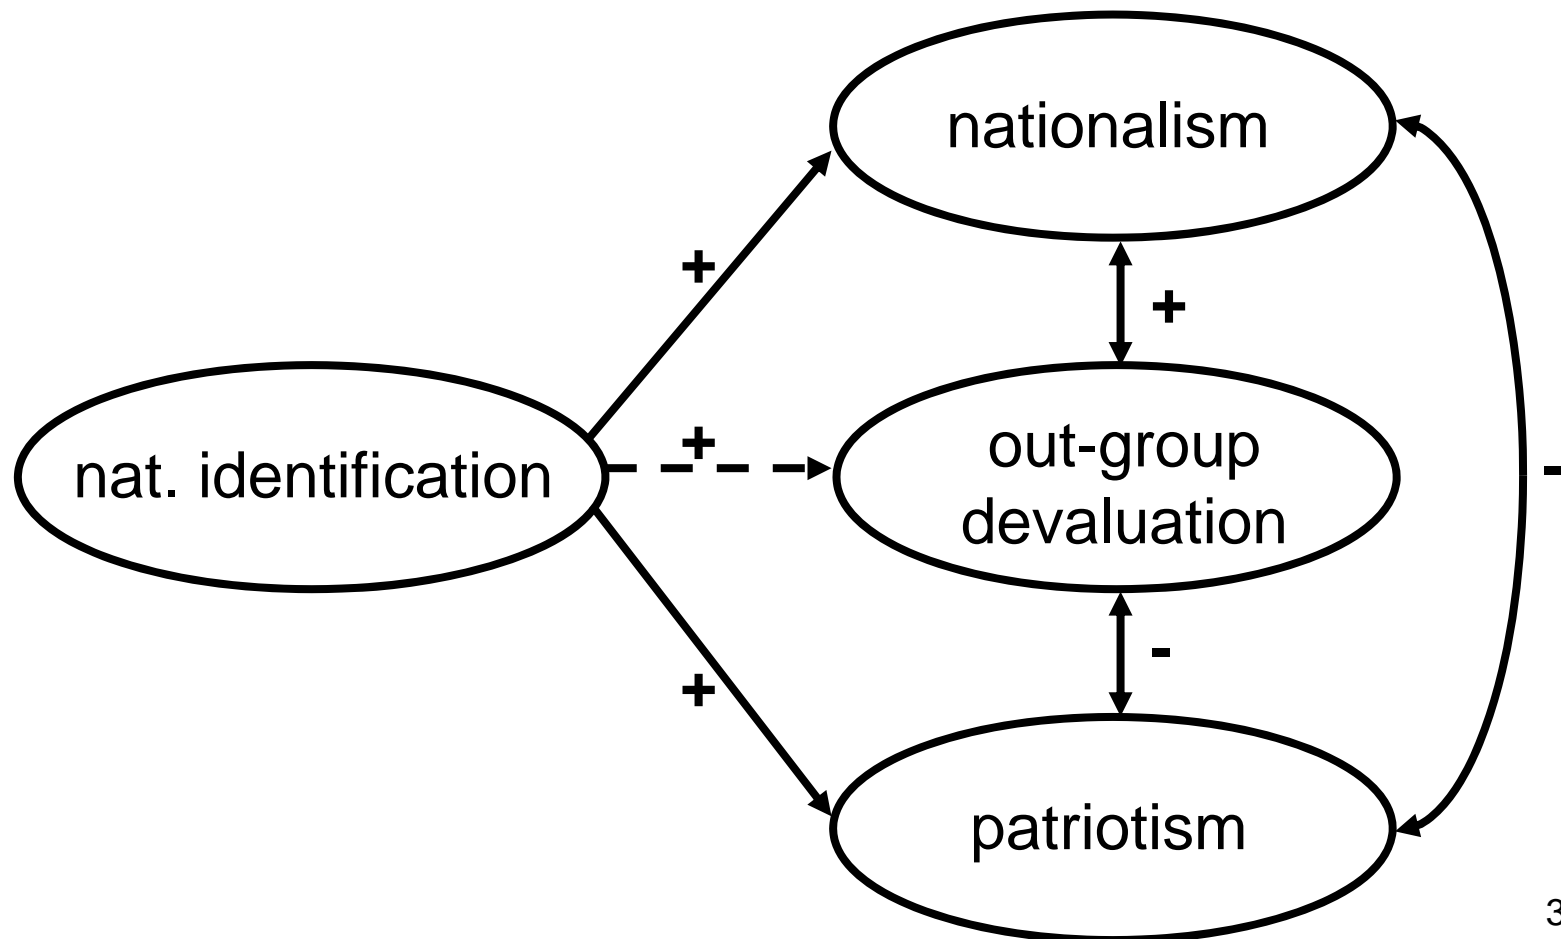 nationalism
+
+
nat. identification
+
out-group
devaluation
-
-
+
patriotism
3